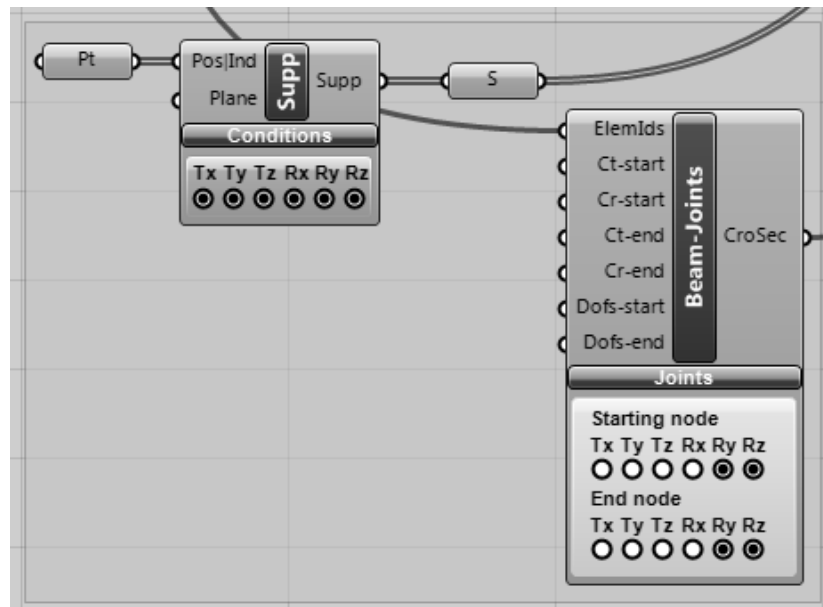 Pt
Pos|Ind
Plane
Supp
Supp
Conditions
Tx Ty Tz Rx Ry Rz
S
ElemIds
Ct-start
Cr-start
Ct-end
Cr-end
Dofs-start
Dofs-end
Beam-Joints
CroSec
Joints
Starting node
Tx Ty Tz Rx Ry Rz
End node
Tx Ty Tz Rx Ry Rz